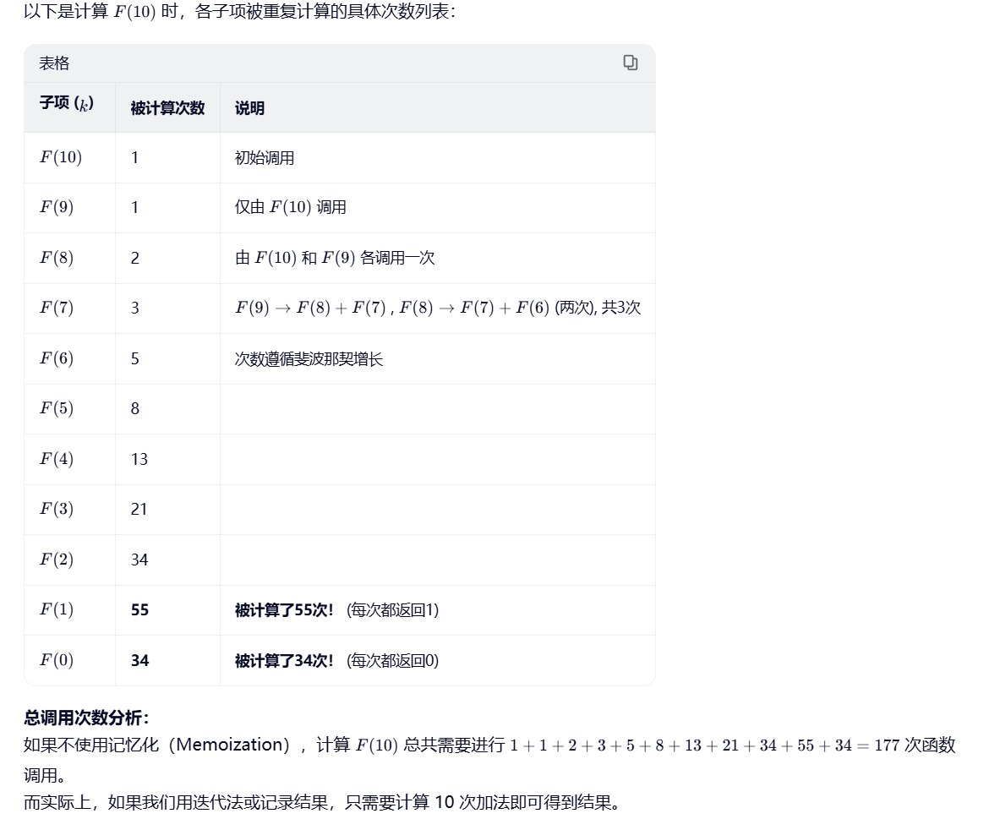 以下是计算 F(10) 时，各子项被重复计算的具体次数列表：
表格
子项 (k) 被计算次数 说明
F(10) 1 初始调用
F(9) 1 仅由 F(10) 调用
F(8) 2 由 F(10) 和 F(9) 各调用一次
F(7) 3 F(9) → F(8) + F(7) , F(8) → F(7) + F(6) (两次), 共3次
F(6) 5 次数遵循斐波那契增长
F(5) 8
F(4) 13
F(3) 21
F(2) 34
F(1) 55 被计算了55次！ (每次都返回1)
F(0) 34 被计算了34次！ (每次都返回0)
总调用次数分析：
如果不使用记忆化（Memoization），计算 F(10) 总共需要进行 1 + 1 + 2 + 3 + 5 + 8 + 13 + 21 + 34 + 55 + 34 = 177 次函数
调用。
而实际上，如果我们用迭代法或记录结果，只需要计算 10 次加法即可得到结果。